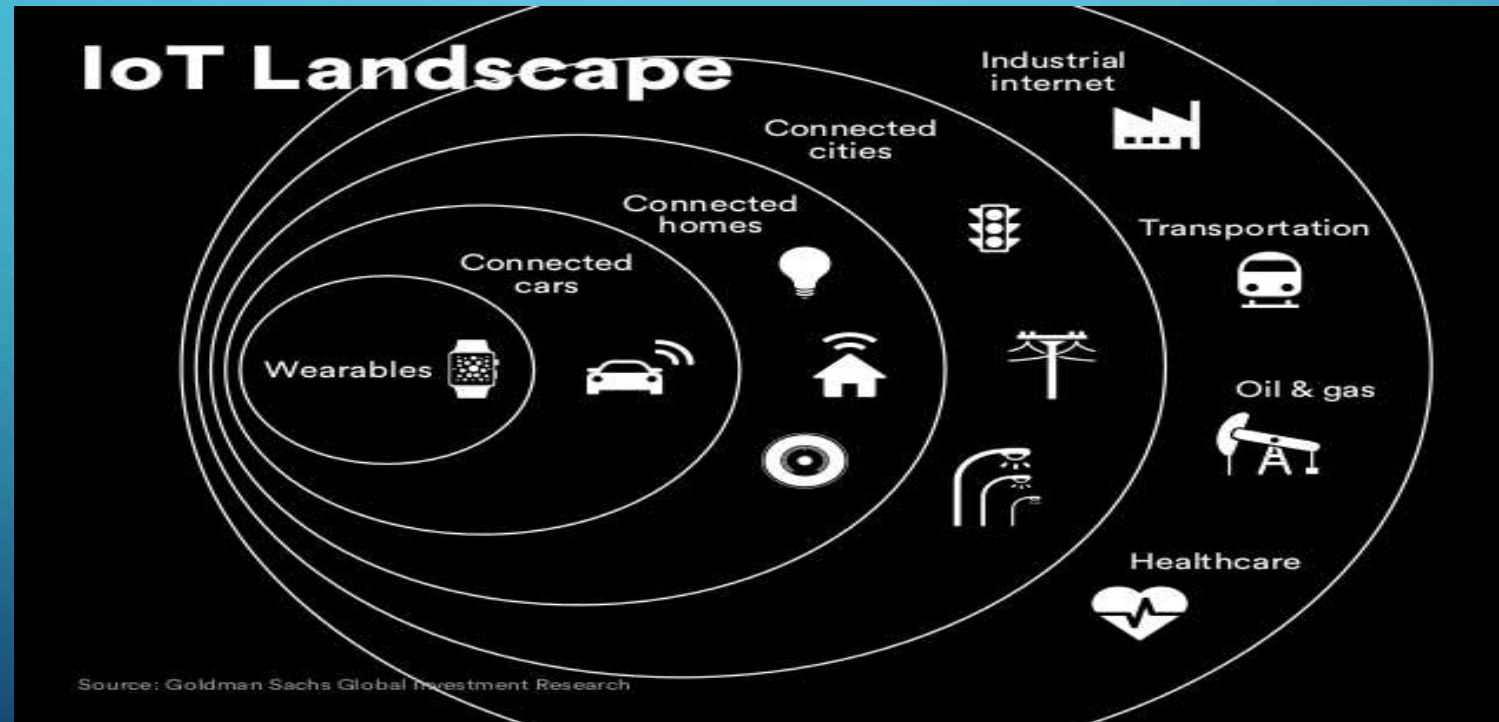 IoT Landscape
Industrial
internet
Connected
cities
Connected
homes
Transportation
Connected
cars
Wearables
Oil & gas
Healthcare
Source: Goldman Sachs Global Investment Research